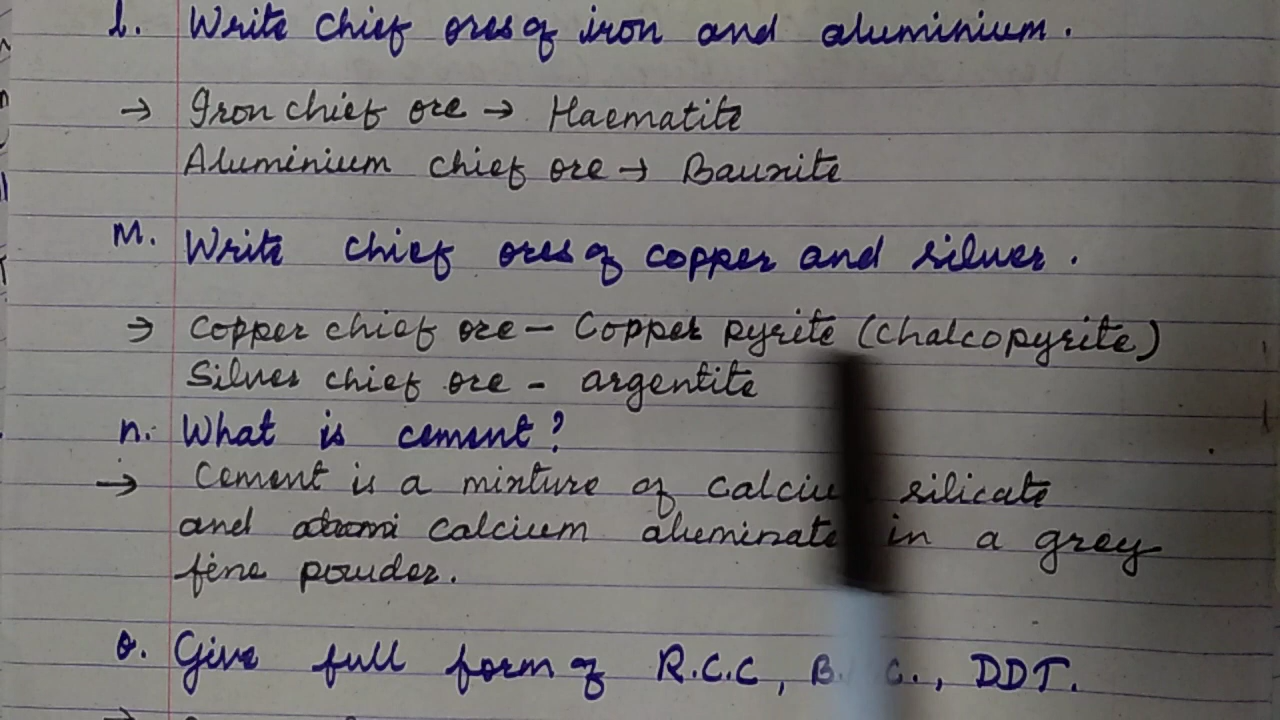 l. Write chief ores of iron and aluminium.
→ Iron chief ore → Haematite
Aluminium chief ore → Bauxite
M. Write chief ores of copper and silver.
→ Copper chief ore – Copper pyrite (chalcopyrite)
Silver chief ore - argentite
n. What is cement?
→ Cement is a mixture of calciu silicate
and calcium aluminate in a grey
fine powder.
o. Give full form of R.C.C, B. C., DDT.